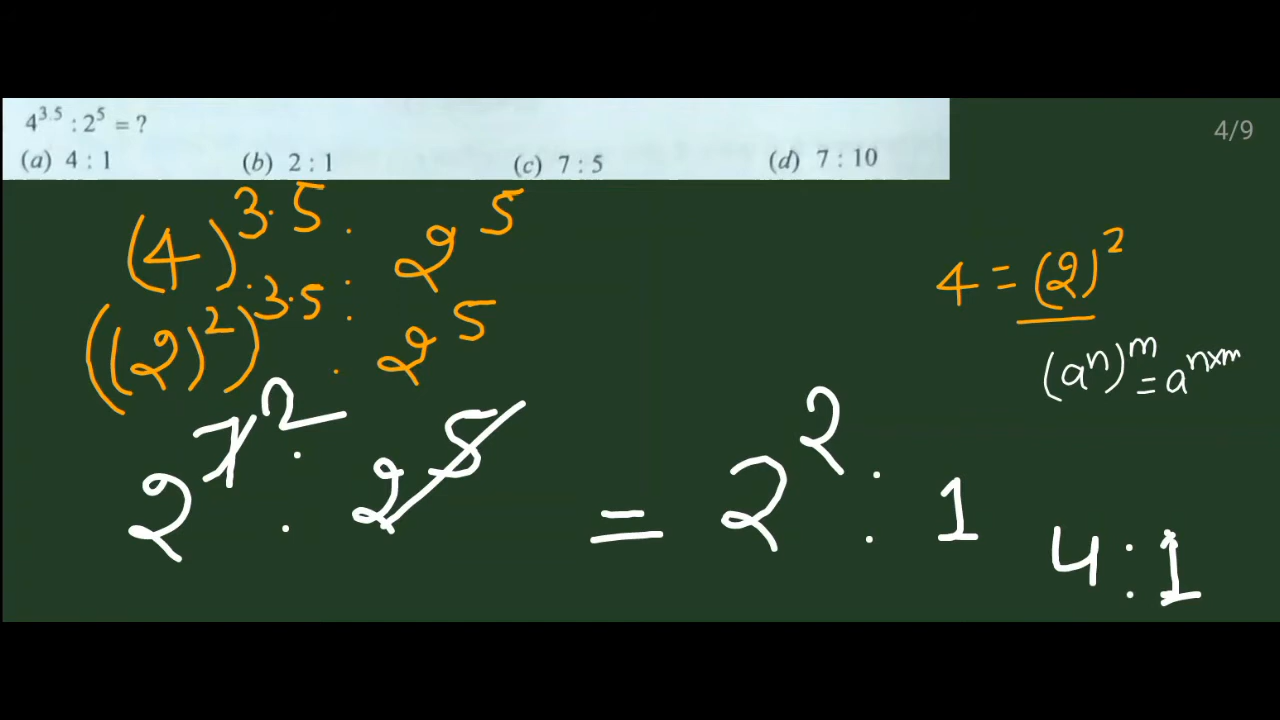 4^3.5 : 2^5 = ?
(a) 4 : 1 (b) 2 : 1 (c) 7 : 5 (d) 7 : 10
4/9
(4)^3.5 : 2^5
4 = (2)^2
((2)^2)^3.5 : 2^5
(a^n)^m = a^n×m
2^7 2 : 2^5 = 2^2 : 1
4 : 1